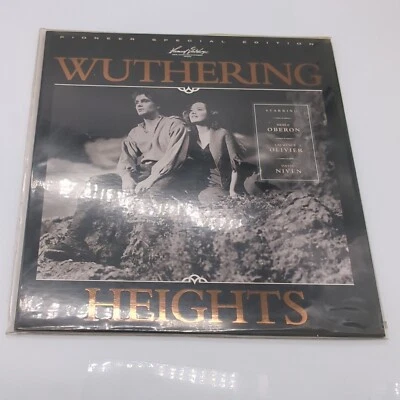 PIONEER SPECIAL EDITION
WUTHERING
STARRING
MERLE
OBERON
LAURENCE
OLIVIER
DAVID
NIVEN
HEIGHTS